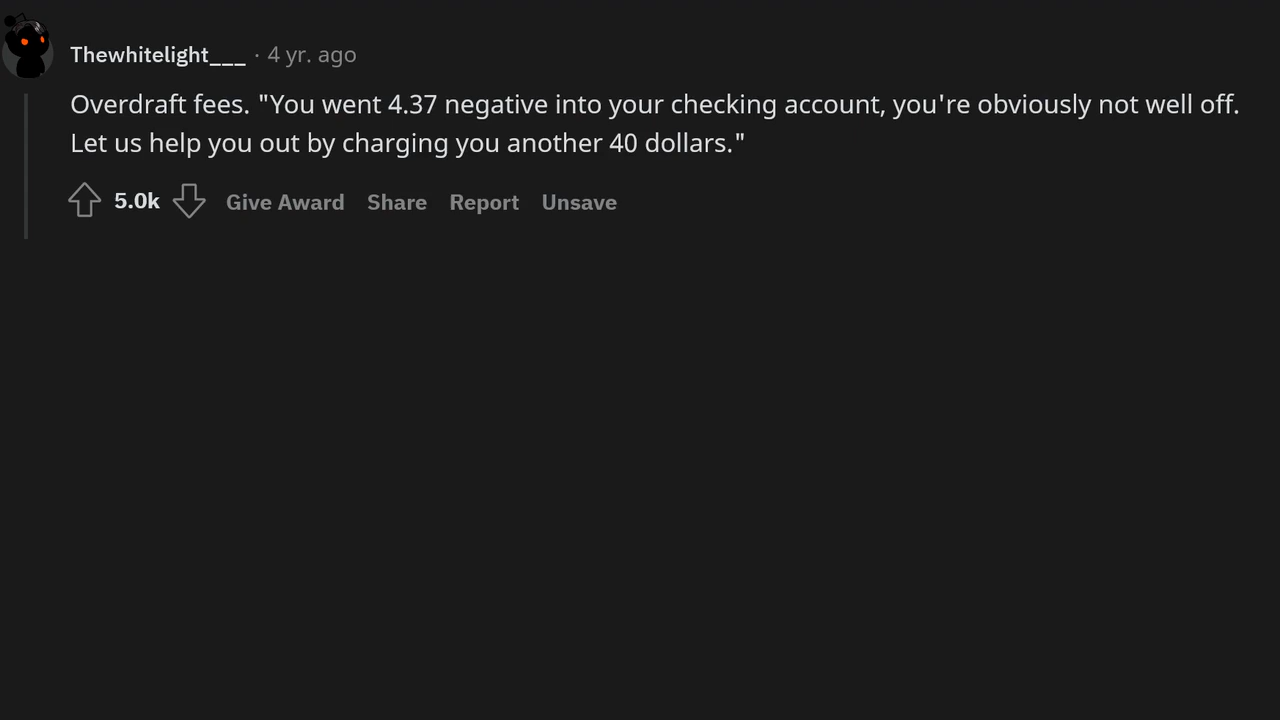 Thewhitelight___ · 4 yr. ago
Overdraft fees. "You went 4.37 negative into your checking account, you're obviously not well off.
Let us help you out by charging you another 40 dollars."
5.0k Give Award Share Report Unsave